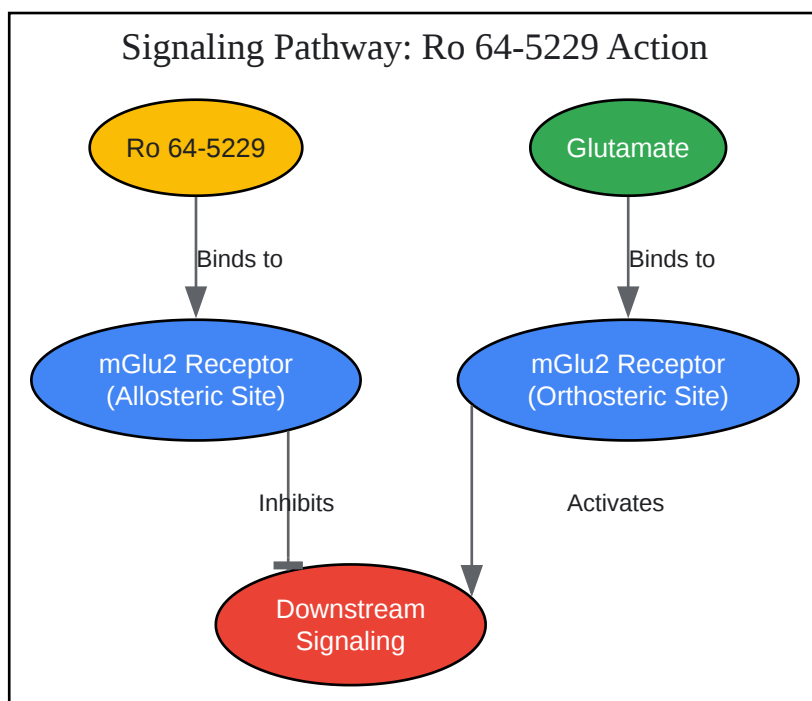 Signaling Pathway: Ro 64-5229 Action
Ro 64-5229
Glutamate
Binds to
Binds to
mGlu2 Receptor
(Allosteric Site)
mGlu2 Receptor
(Orthosteric Site)
Inhibits
Activates
Downstream
Signaling